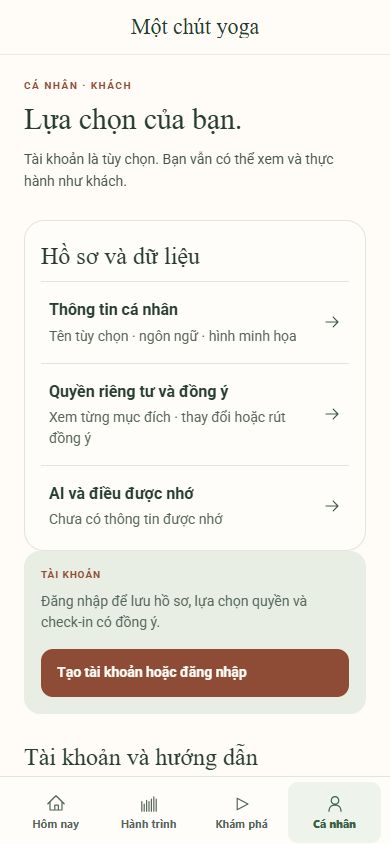 Một chút yoga
CÁ NHÂN · KHÁCH
Lựa chọn của bạn.
Tài khoản là tùy chọn. Bạn vẫn có thể xem và thực
hành như khách.
Hồ sơ và dữ liệu
Thông tin cá nhân
Tên tùy chọn · ngôn ngữ · hình minh họa
Quyền riêng tư và đồng ý
Xem từng mục đích · thay đổi hoặc rút
đồng ý
AI và điều được nhớ
Chưa có thông tin được nhớ
TÀI KHOẢN
Đăng nhập để lưu hồ sơ, lựa chọn quyền và
check-in có đồng ý.
Tạo tài khoản hoặc đăng nhập
Tài khoản và hướng dẫn
Hôm nay
Hành trình
Khám phá
Cá nhân